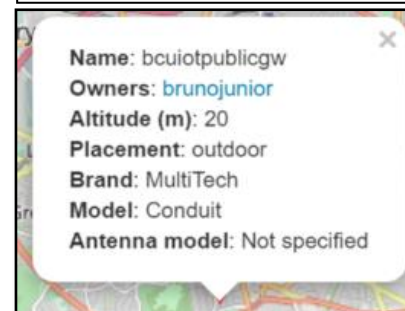 Name: bcuiotpublicgw
Owners: brunojunior
Altitude (m): 20
Placement: outdoor
Brand: MultiTech
Model: Conduit
Antenna model: Not specified